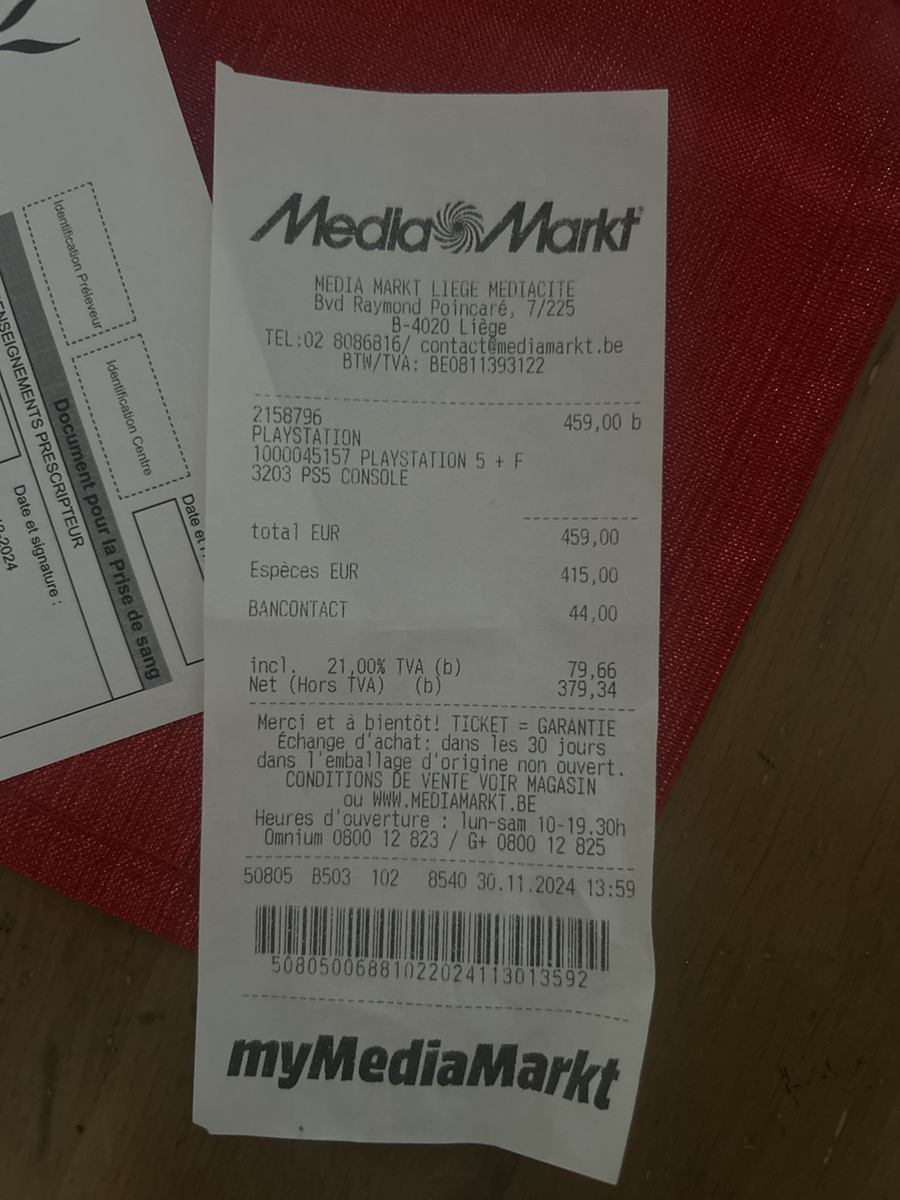 Media Markt
MEDIA MARKT LIEGE MEDIACITE
Bvd Raymond Poincaré, 7/225
B-4020 Liège
TEL:02 8086816/ contact@mediamarkt.be
BTW/TVA: BE0811393122
2158796 459,00 b
PLAYSTATION
1000045157 PLAYSTATION 5 + F
3203 PS5 CONSOLE
total EUR 459,00
Espèces EUR 415,00
BANCONTACT 44,00
incl. 21,00% TVA (b) 79,66
Net (Hors TVA) (b) 379,34
Merci et à bientôt! TICKET = GARANTIE
Échange d'achat: dans les 30 jours
dans l'emballage d'origine non ouvert.
CONDITIONS DE VENTE VOIR MAGASIN
ou WWW.MEDIAMARKT.BE
Heures d'ouverture : lun-sam 10-19.30h
Omnium 0800 12 823 / G+ 0800 12 825
50805 B503 102 8540 30.11.2024 13:59
50805006881022024113013592
myMediaMarkt
Identification Préleveur
Identification Centre
Document pour la Prise de sang
PRESCRIPTEUR
Date et signature :
Date et